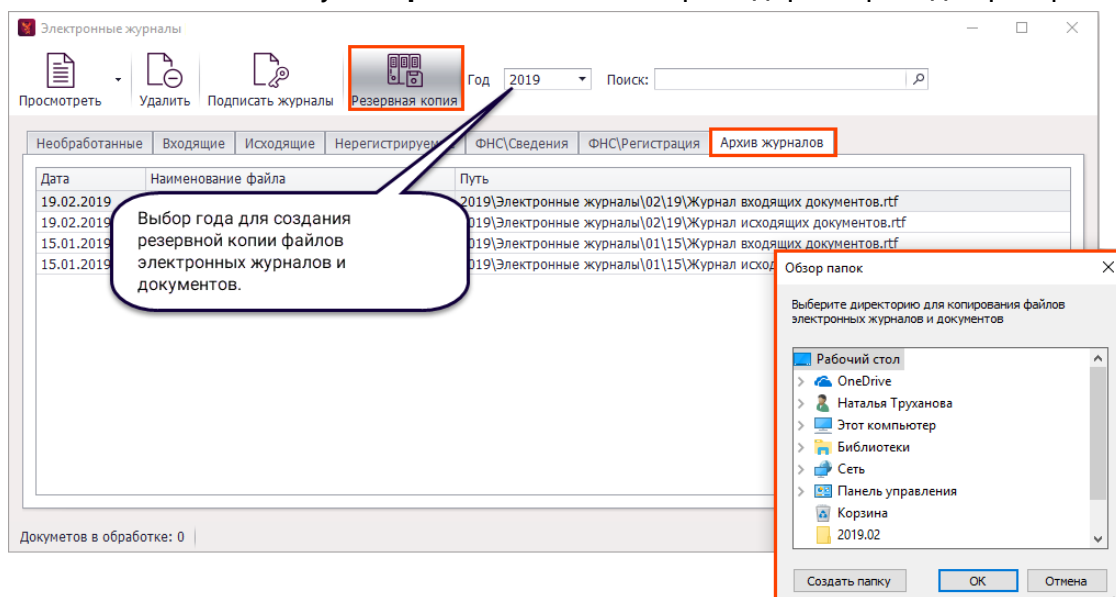 Электронные журналы
Просмотреть Удалить Подписать журналы Резервная копия Год 2019 Поиск:
Необработанные Входящие Исходящие Нерегистрируем ФНС\Сведения ФНС\Регистрация Архив журналов
Дата Наименование файла Путь
19.02.2019 2019\Электронные журналы\02\19\Журнал входящих документов.rtf
19.02.2019 019\Электронные журналы\02\19\Журнал исходящих документов.rtf
15.01.2019 019\Электронные журналы\01\15\Журнал входящих документов.rtf
15.01.2019 019\Электронные журналы\01\15\Журнал исход
Выбор года для создания
резервной копии файлов
электронных журналов и
документов.
Обзор папок
Выберите директорию для копирования файлов
электронных журналов и документов
Рабочий стол
OneDrive
Наталья Труханова
Этот компьютер
Библиотеки
Сеть
Панель управления
Корзина
2019.02
Создать папку ОК Отмена
Документов в обработке: 0